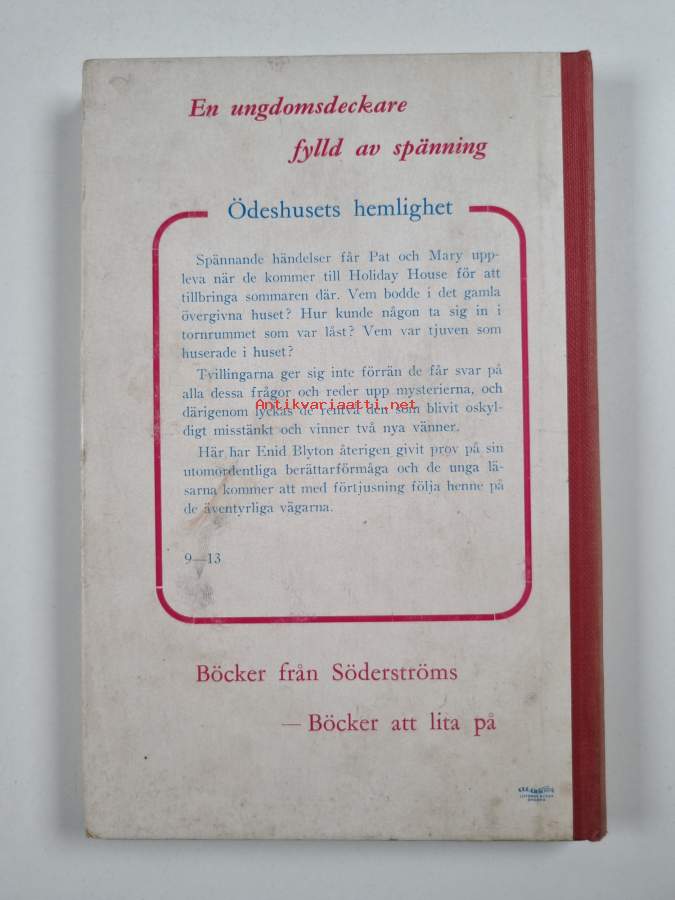 En ungdomsdeckare
fylld av spänning
Ödeshusets hemlighet
Spännande händelser får Pat och Mary upp-
leva när de kommer till Holiday House för att
tillbringa sommaren där. Vem bodde i det gamla
övergivna huset? Hur kunde någon ta sig in i
tornrummet som var låst? Vem var tjuven som
huserade i huset?
Tvillingarna ger sig inte förrän de får svar på
alla dessa frågor och reder upp mysterierna, och
Antikvariaatti.net
därigenom lyckas de rentvå den som blivit oskyl-
digt misstänkt och vinner två nya vänner.
Här har Enid Blyton återigen givit prov på sin
utomordentliga berättarförmåga och de unga lä-
sarna kommer att med förtjusning följa henne på
de äventyrliga vägarna.
9—13
Böcker från Söderströms
— Böcker att lita på